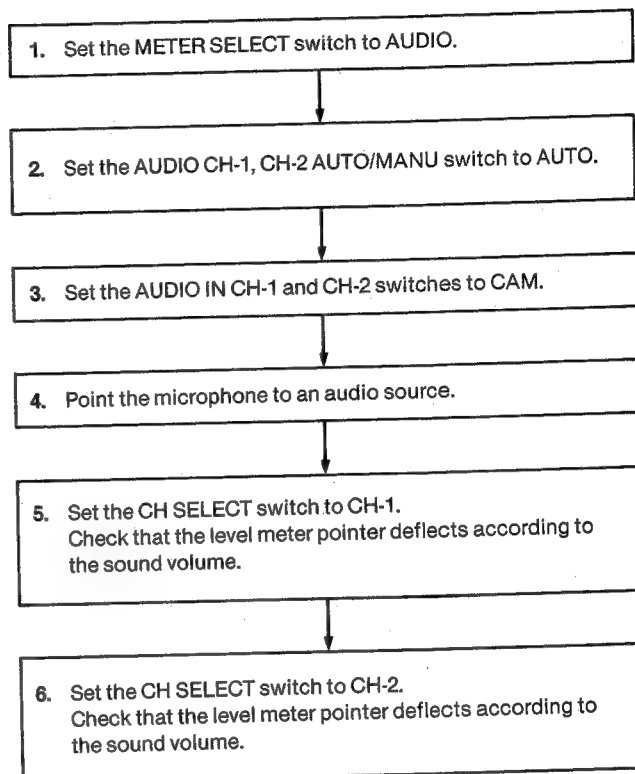 1. Set the METER SELECT switch to AUDIO.
2. Set the AUDIO CH-1, CH-2 AUTO/MANU switch to AUTO.
3. Set the AUDIO IN CH-1 and CH-2 switches to CAM.
4. Point the microphone to an audio source.
5. Set the CH SELECT switch to CH-1.
Check that the level meter pointer deflects according to
the sound volume.
6. Set the CH SELECT switch to CH-2.
Check that the level meter pointer deflects according to
the sound volume.